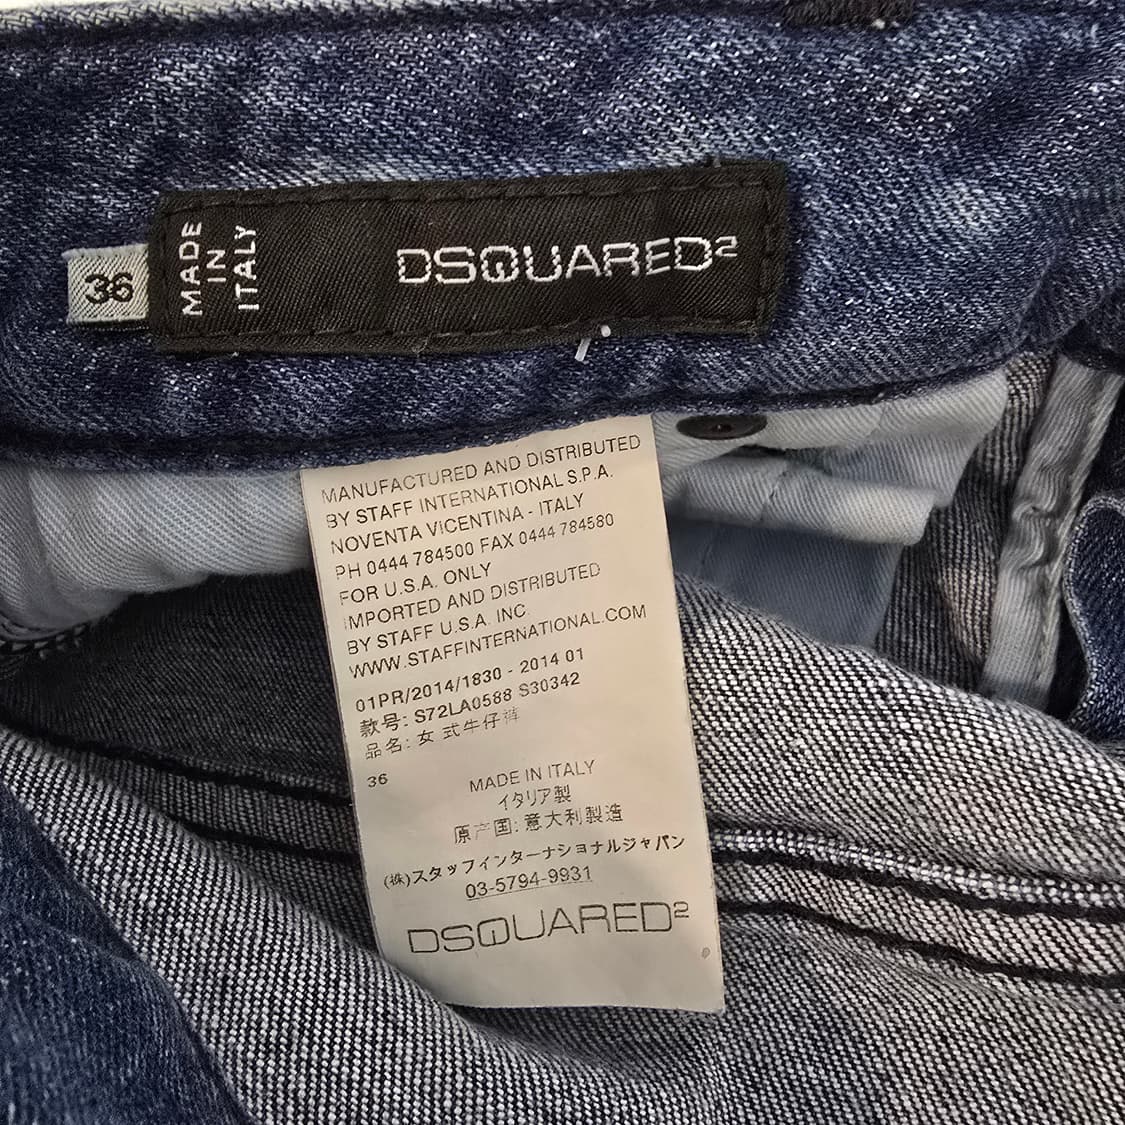 36
MADE
IN
ITALY
DSQUARED2
MANUFACTURED AND DISTRIBUTED
BY STAFF INTERNATIONAL S.P.A.
NOVENTA VICENTINA - ITALY
PH 0444 784500 FAX 0444 784580
FOR U.S.A. ONLY
IMPORTED AND DISTRIBUTED
BY STAFF U.S.A. INC.
WWW.STAFFINTERNATIONAL.COM
01PR/2014/1830 - 2014 01
款号: S72LA0588 S30342
品名: 女 式牛仔裤
36
MADE IN ITALY
イタリア製
原产国: 意大利製造
(株)スタッフインターナショナルジャパン
03-5794-9931
DSQUARED2